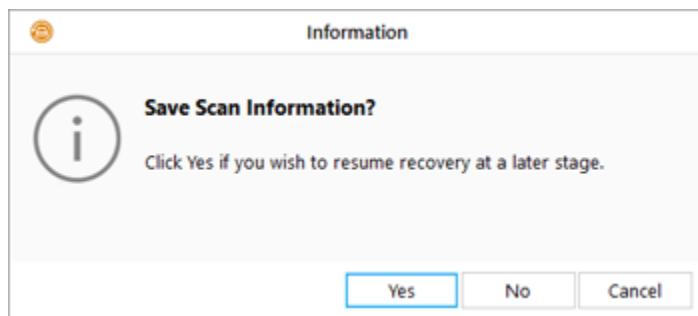 Information
Save Scan Information?
Click Yes if you wish to resume recovery at a later stage.
Yes
No
Cancel